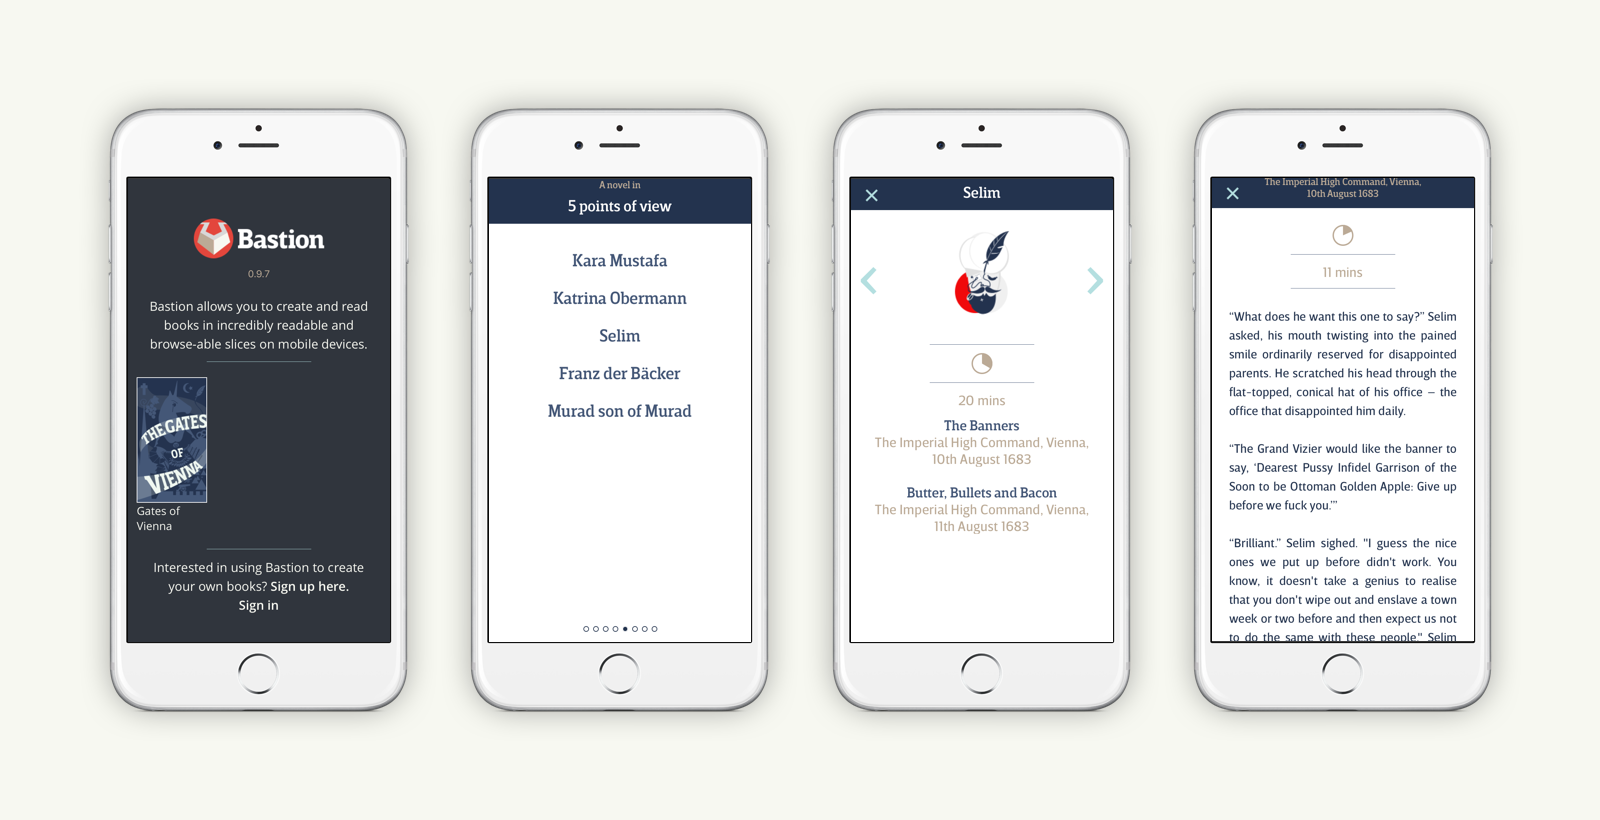 Bastion
0.9.7
Bastion allows you to create and read
books in incredibly readable and
browse-able slices on mobile devices.
THE GATES
OF
VIENNA
Gates of
Vienna
Interested in using Bastion to create
your own books? Sign up here.
Sign in
A novel in
5 points of view
Kara Mustafa
Katrina Obermann
Selim
Franz der Bäcker
Murad son of Murad
Selim
20 mins
The Banners
The Imperial High Command, Vienna,
10th August 1683
Butter, Bullets and Bacon
The Imperial High Command, Vienna,
11th August 1683
The Imperial High Command, Vienna,
10th August 1683
11 mins
“What does he want this one to say?” Selim
asked, his mouth twisting into the pained
smile ordinarily reserved for disappointed
parents. He scratched his head through the
flat-topped, conical hat of his office – the
office that disappointed him daily.
“The Grand Vizier would like the banner to
say, ‘Dearest Pussy Infidel Garrison of the
Soon to be Ottoman Golden Apple: Give up
before we fuck you.’”
“Brilliant.” Selim sighed. "I guess the nice
ones we put up before didn't work. You
know, it doesn't take a genius to realise
that you don't wipe out and enslave a town
week or two before and then expect us not
to do the same with these people." Selim